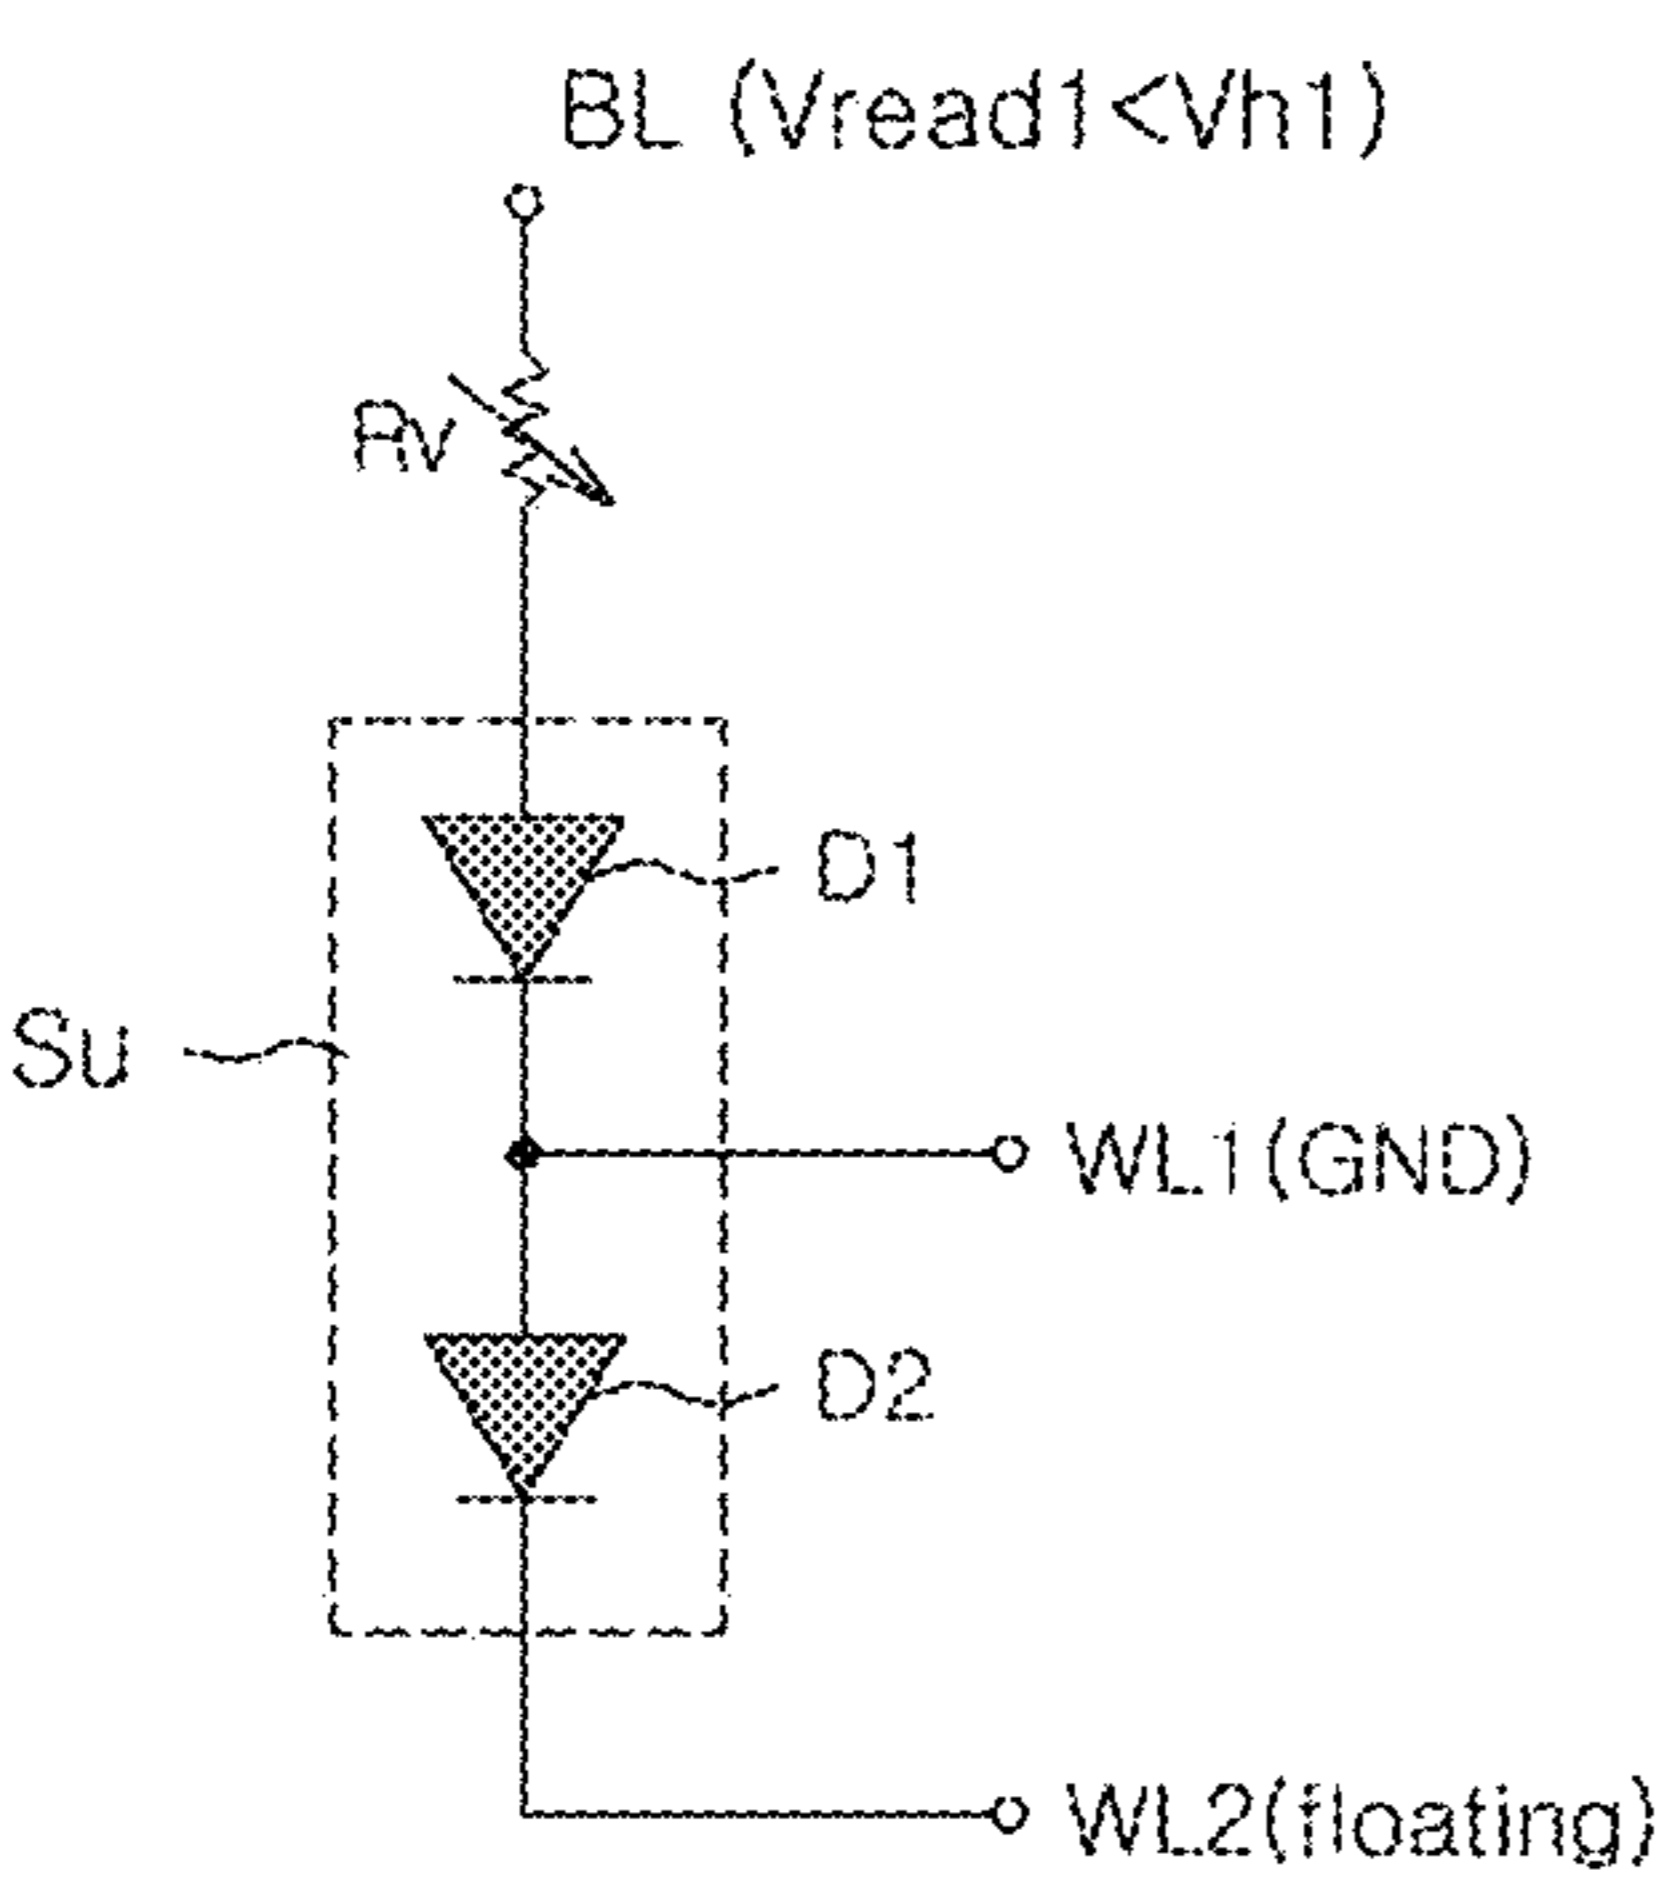 BL (Vread1<Vh1)
Rv
D1
Su
WL1(GND)
D2
WL2(floating)